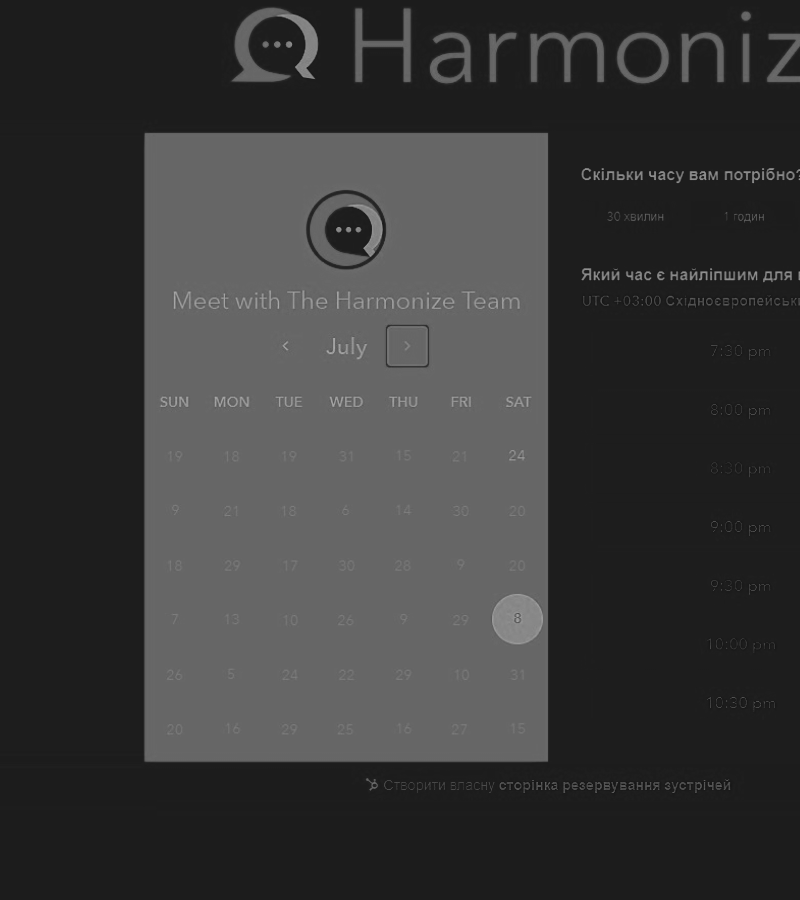 Harmoniz
Скільки часу вам потрібно?
30 хвилин 1 годин
Meet with The Harmonize Team
July
Який час є найліпшим для
UTC +03:00 Східноєвропейськ
SUN MON TUE WED THU FRI SAT
19 18 19 31 15 21 24
9 21 18 6 14 30 20
18 29 17 30 28 9 20
7 13 10 26 9 29 8
26 5 24 22 29 10 31
20 16 29 25 16 27 15
7:30 pm
8:00 pm
8:30 pm
9:00 pm
9:30 pm
10:00 pm
10:30 pm
Створити власну сторінка резервування зустрічей